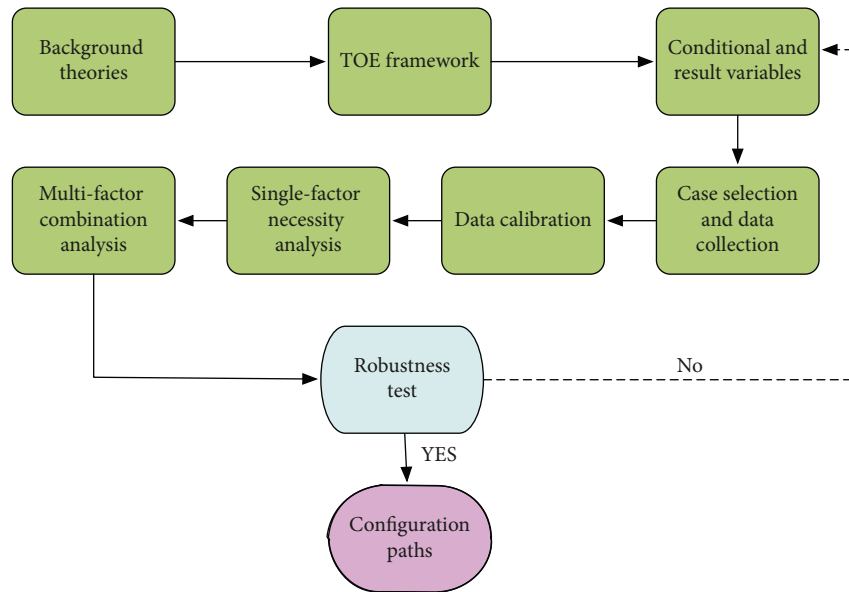 Background
theories
TOE framework
Conditional and
result variables
Multi-factor
combination
analysis
Single-factor
necessity
analysis
Data calibration
Case selection
and data
collection
Robustness
test
No
YES
Configuration
paths